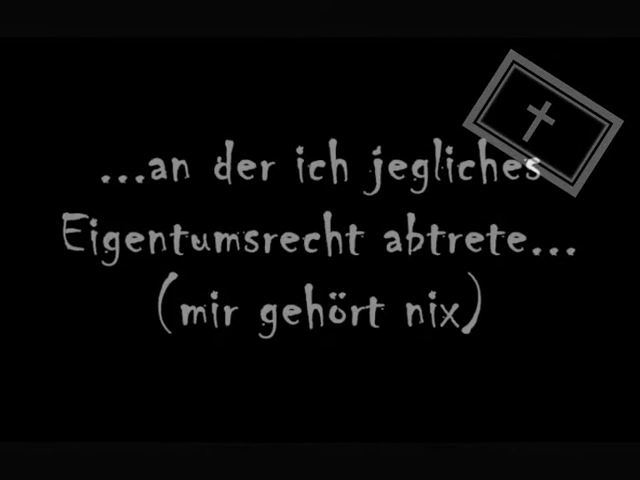 ...an der ich jegliches
Eigentumsrecht abtrete...
(mir gehört nix)